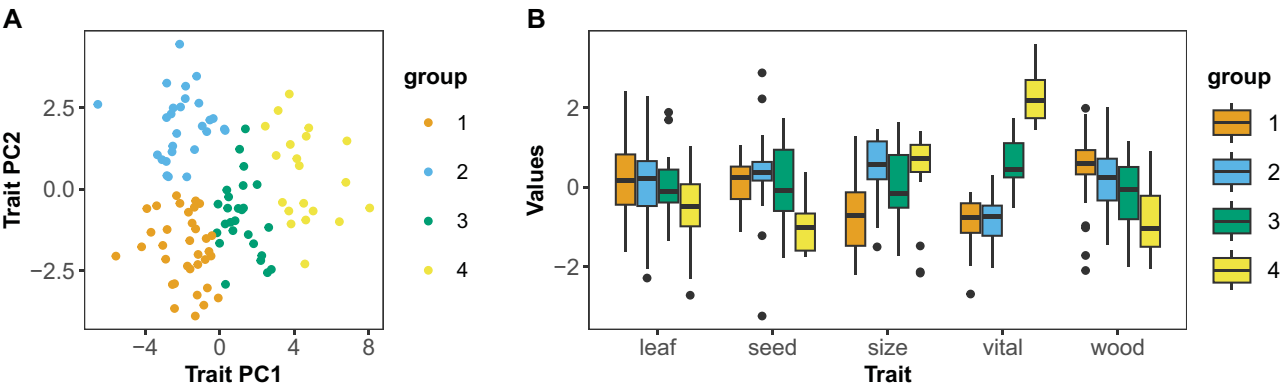 A
Trait PC2
2.5
0.0
−2.5
−4
0
4
8
Trait PC1
group
1
2
3
4
B
Values
2
0
−2
leaf
seed
size
vital
wood
Trait
group
1
2
3
4